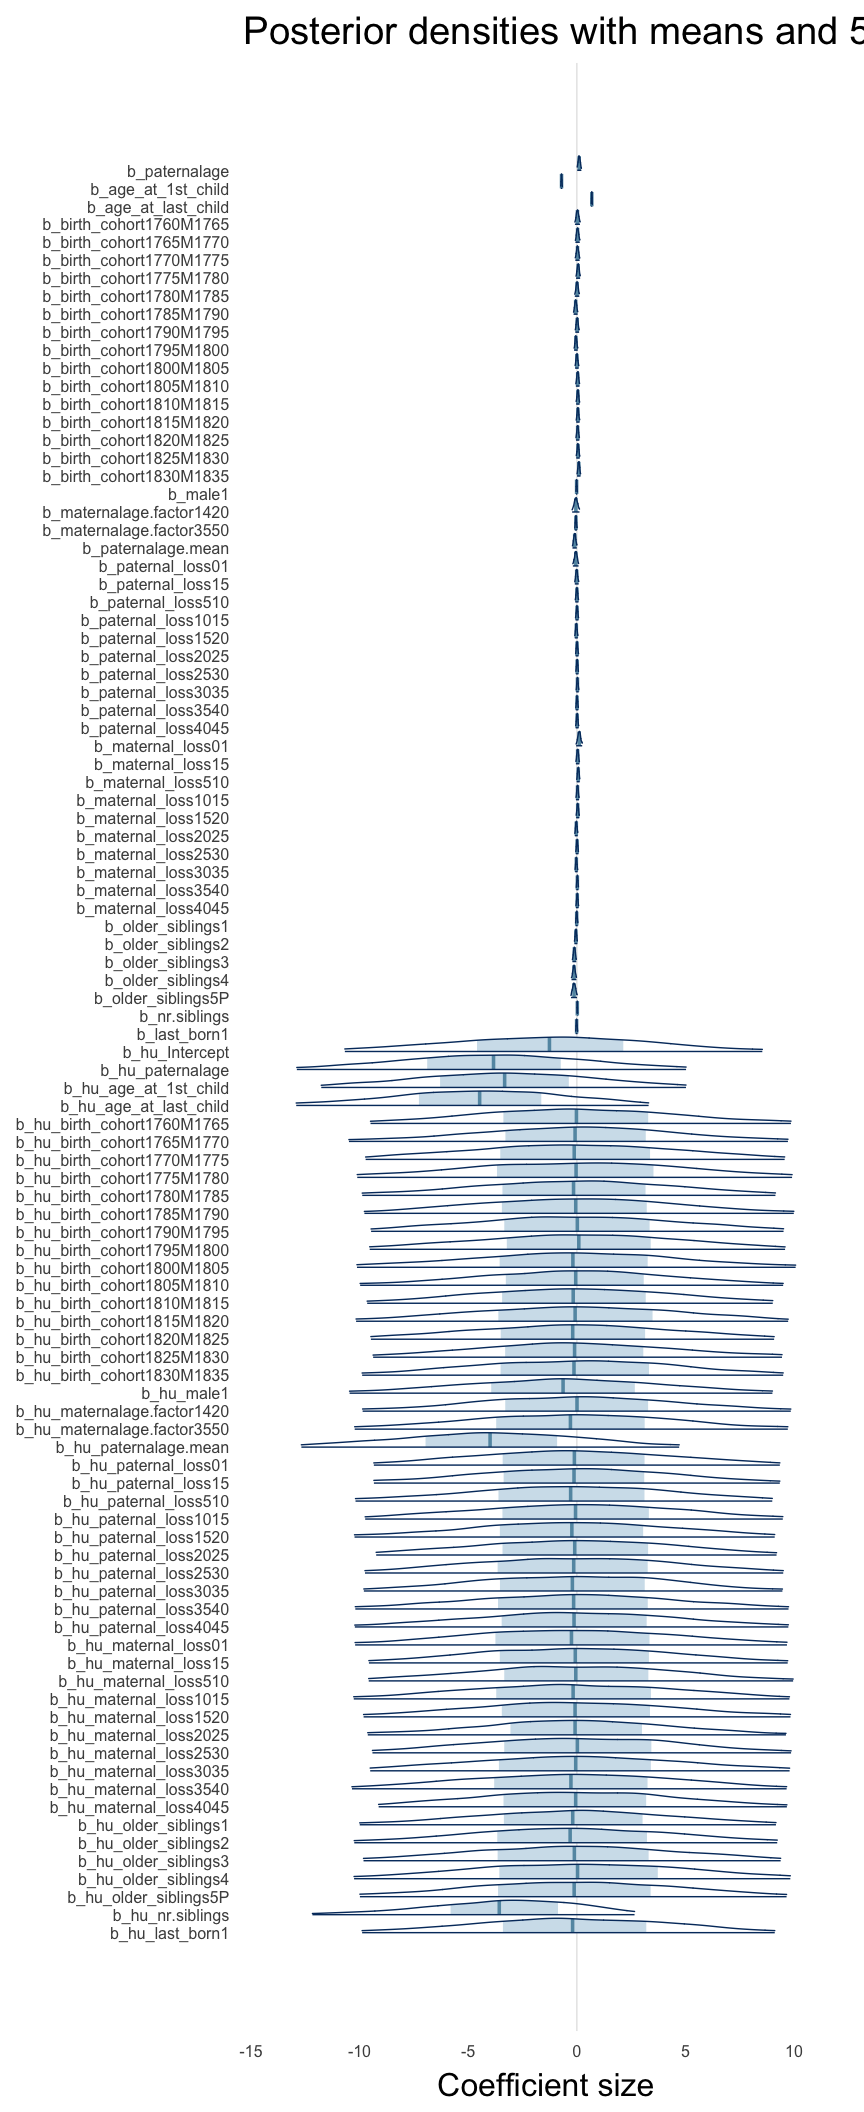 Posterior densities with means and 5
b_paternalage
b_age_at_1st_child
b_age_at_last_child
b_birth_cohort1760M1765
b_birth_cohort1765M1770
b_birth_cohort1770M1775
b_birth_cohort1775M1780
b_birth_cohort1780M1785
b_birth_cohort1785M1790
b_birth_cohort1790M1795
b_birth_cohort1795M1800
b_birth_cohort1800M1805
b_birth_cohort1805M1810
b_birth_cohort1810M1815
b_birth_cohort1815M1820
b_birth_cohort1820M1825
b_birth_cohort1825M1830
b_birth_cohort1830M1835
b_male1
b_maternalage.factor1420
b_maternalage.factor3550
b_paternalage.mean
b_paternal_loss01
b_paternal_loss15
b_paternal_loss510
b_paternal_loss1015
b_paternal_loss1520
b_paternal_loss2025
b_paternal_loss2530
b_paternal_loss3035
b_paternal_loss3540
b_paternal_loss4045
b_maternal_loss01
b_maternal_loss15
b_maternal_loss510
b_maternal_loss1015
b_maternal_loss1520
b_maternal_loss2025
b_maternal_loss2530
b_maternal_loss3035
b_maternal_loss3540
b_maternal_loss4045
b_older_siblings1
b_older_siblings2
b_older_siblings3
b_older_siblings4
b_older_siblings5P
b_nr.siblings
b_last_born1
b_hu_Intercept
b_hu_paternalage
b_hu_age_at_1st_child
b_hu_age_at_last_child
b_hu_birth_cohort1760M1765
b_hu_birth_cohort1765M1770
b_hu_birth_cohort1770M1775
b_hu_birth_cohort1775M1780
b_hu_birth_cohort1780M1785
b_hu_birth_cohort1785M1790
b_hu_birth_cohort1790M1795
b_hu_birth_cohort1795M1800
b_hu_birth_cohort1800M1805
b_hu_birth_cohort1805M1810
b_hu_birth_cohort1810M1815
b_hu_birth_cohort1815M1820
b_hu_birth_cohort1820M1825
b_hu_birth_cohort1825M1830
b_hu_birth_cohort1830M1835
b_hu_male1
b_hu_maternalage.factor1420
b_hu_maternalage.factor3550
b_hu_paternalage.mean
b_hu_paternal_loss01
b_hu_paternal_loss15
b_hu_paternal_loss510
b_hu_paternal_loss1015
b_hu_paternal_loss1520
b_hu_paternal_loss2025
b_hu_paternal_loss2530
b_hu_paternal_loss3035
b_hu_paternal_loss3540
b_hu_paternal_loss4045
b_hu_maternal_loss01
b_hu_maternal_loss15
b_hu_maternal_loss510
b_hu_maternal_loss1015
b_hu_maternal_loss1520
b_hu_maternal_loss2025
b_hu_maternal_loss2530
b_hu_maternal_loss3035
b_hu_maternal_loss3540
b_hu_maternal_loss4045
b_hu_older_siblings1
b_hu_older_siblings2
b_hu_older_siblings3
b_hu_older_siblings4
b_hu_older_siblings5P
b_hu_nr.siblings
b_hu_last_born1
-15 -10 -5 0 5 10
Coefficient size